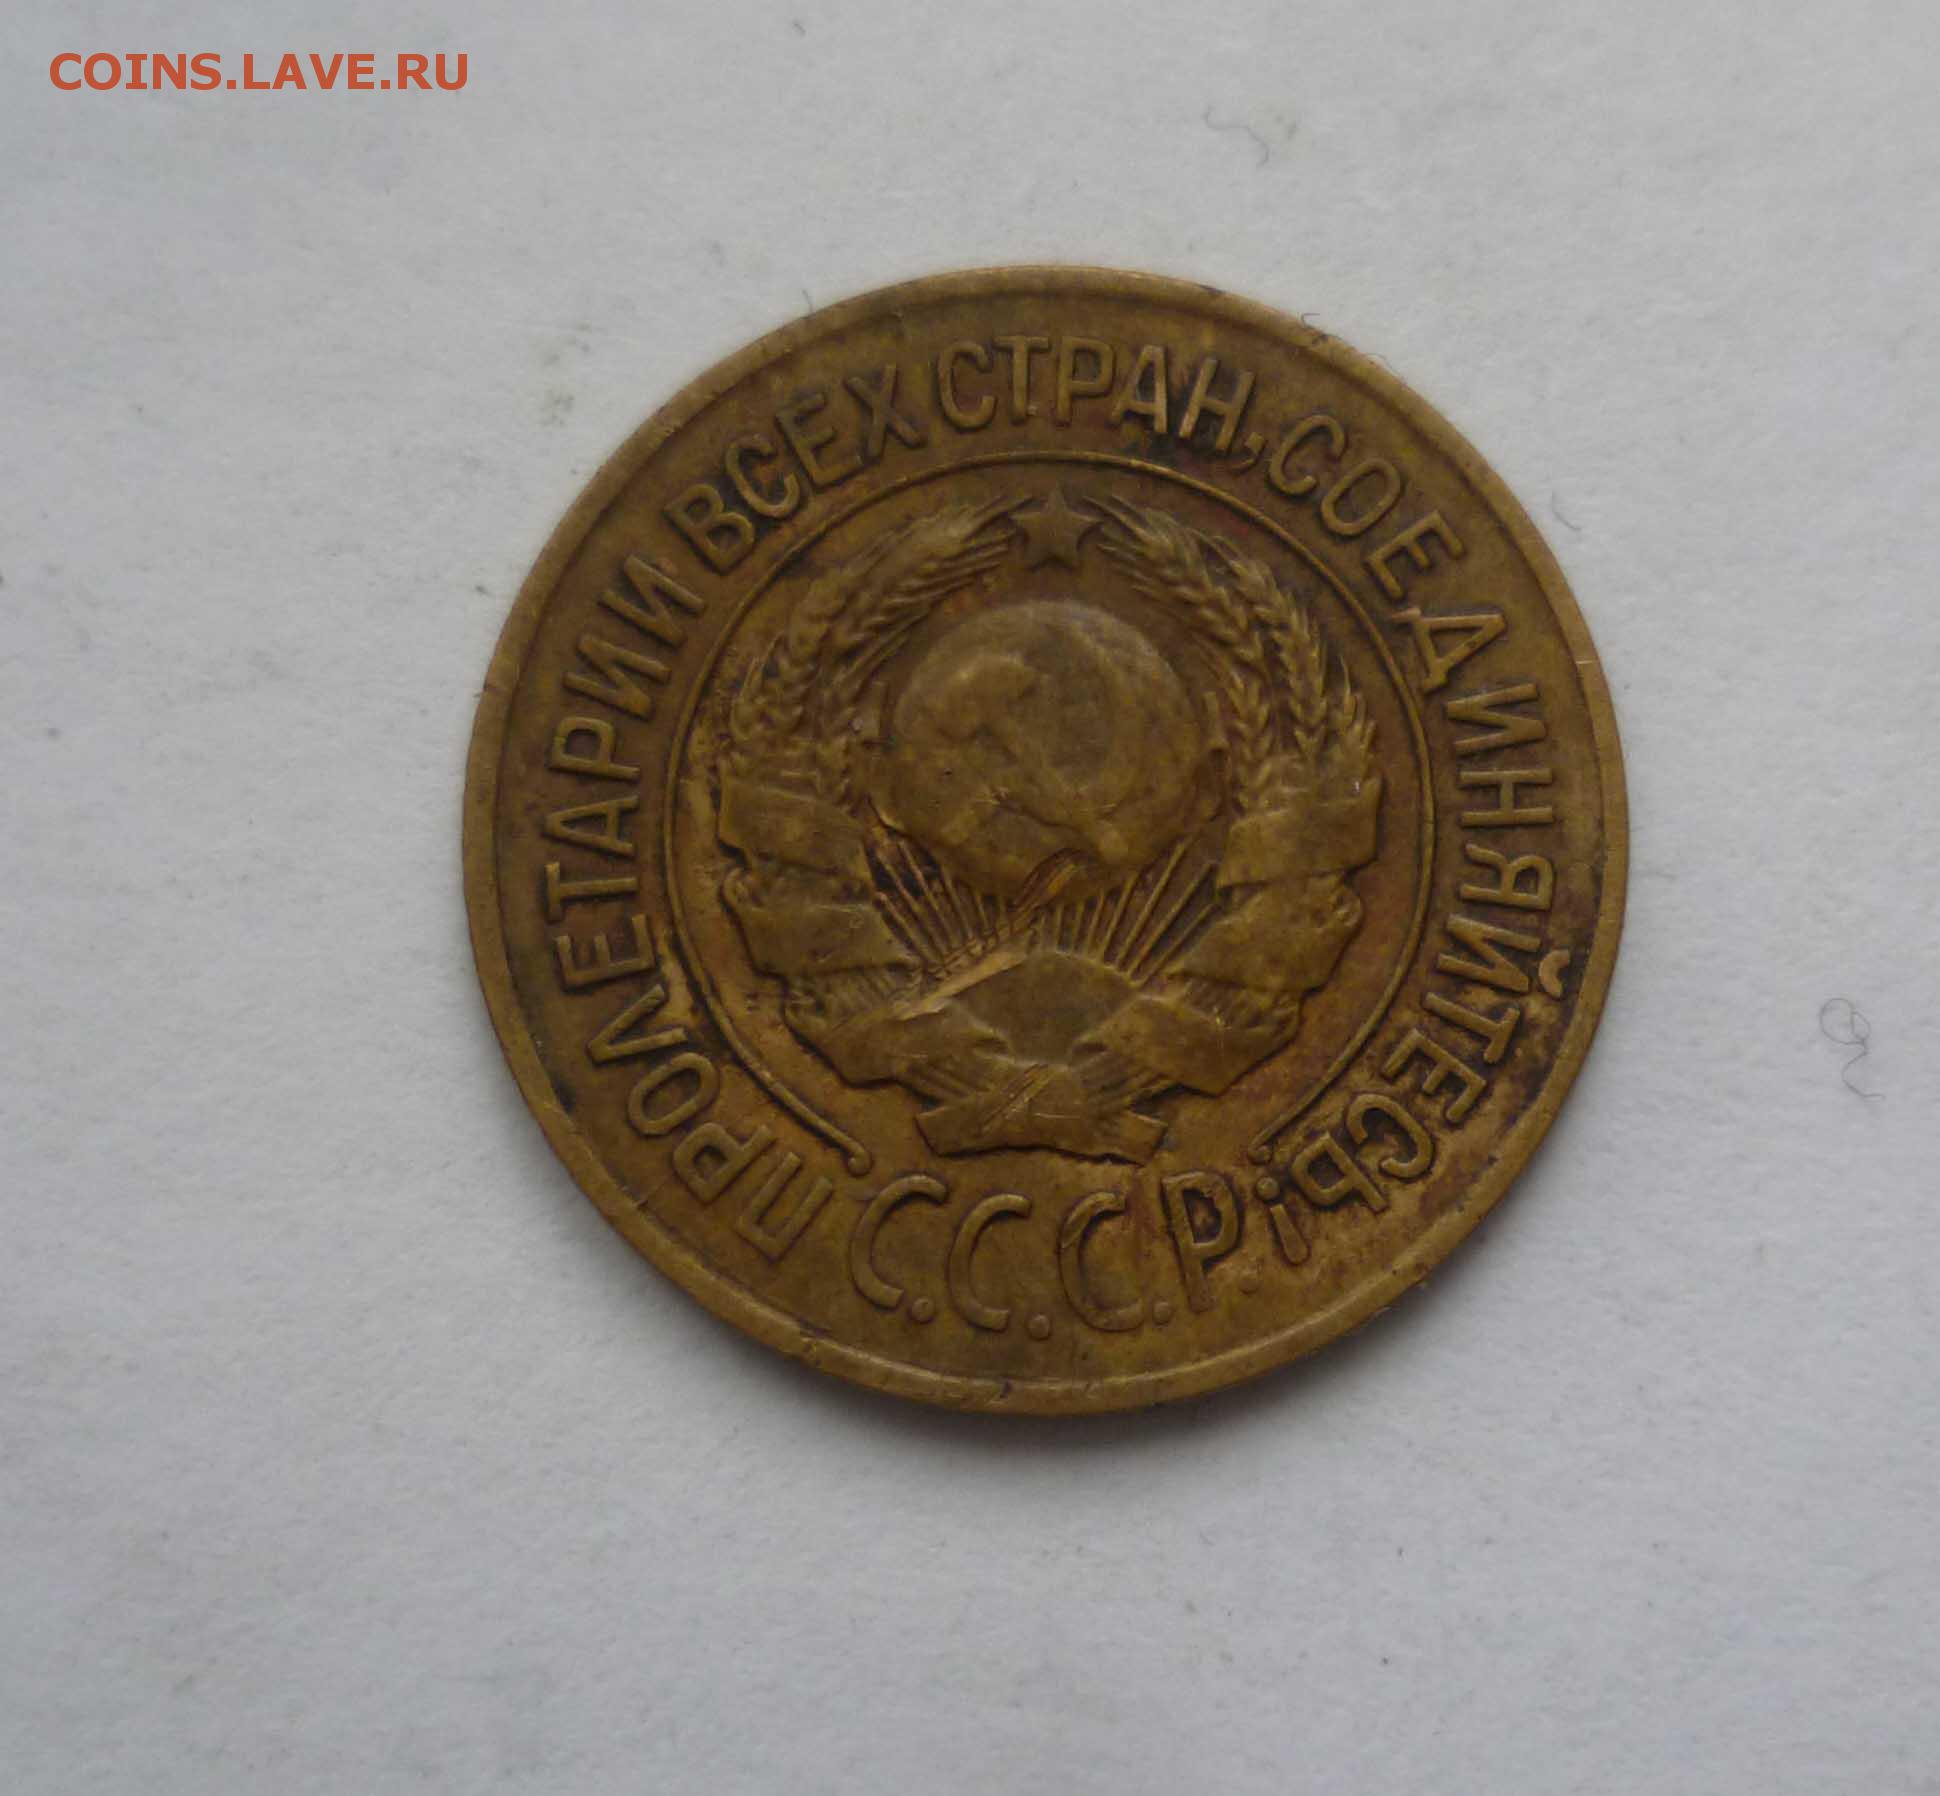 COINS.LAVE.RU
ПРОЛЕТАРИИ ВСЕХ СТРАН, СОЕДИНЯЙТЕСЬ!
С.С.С.Р.